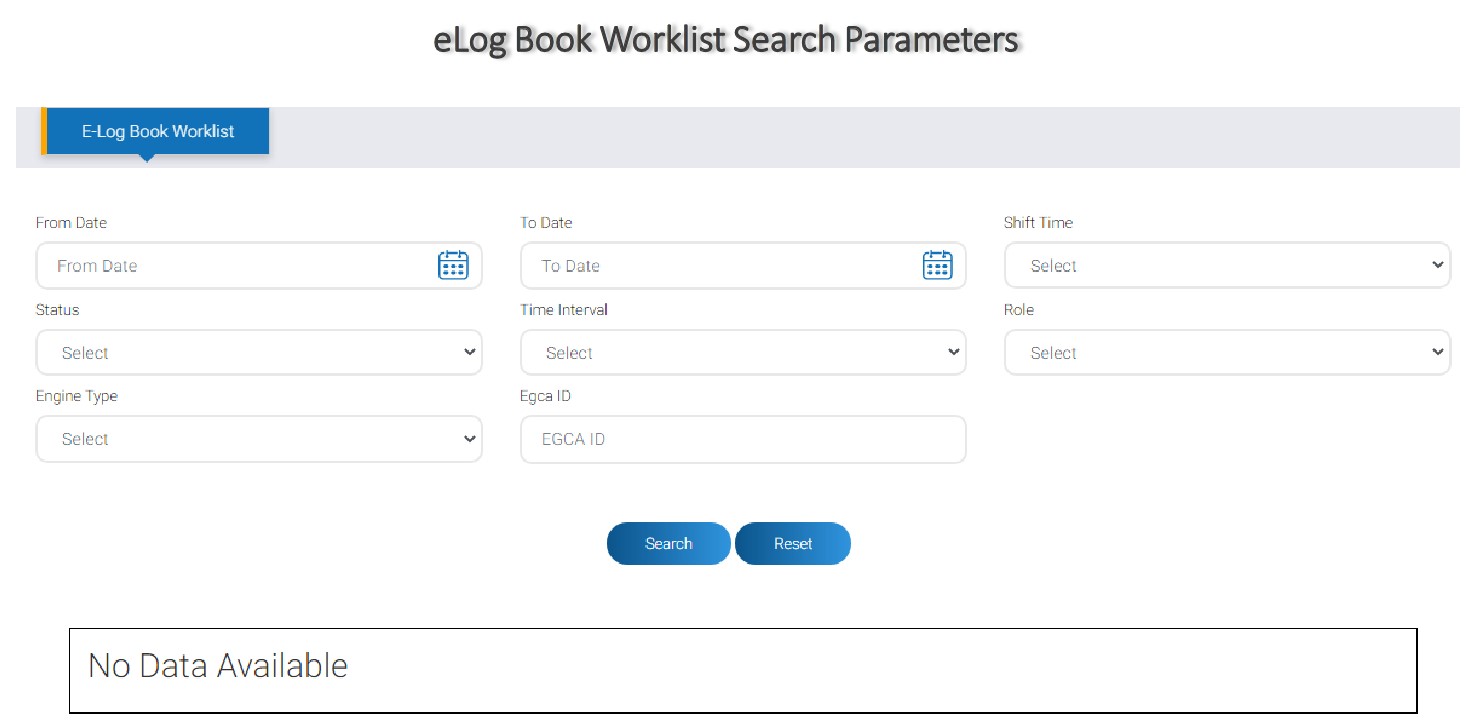 eLog Book Worklist Search Parameters
E-Log Book Worklist
From Date To Date Shift Time
From Date To Date Select
Status Time Interval Role
Select Select Select
Engine Type Egca ID
Select EGCA ID
Search Reset
No Data Available